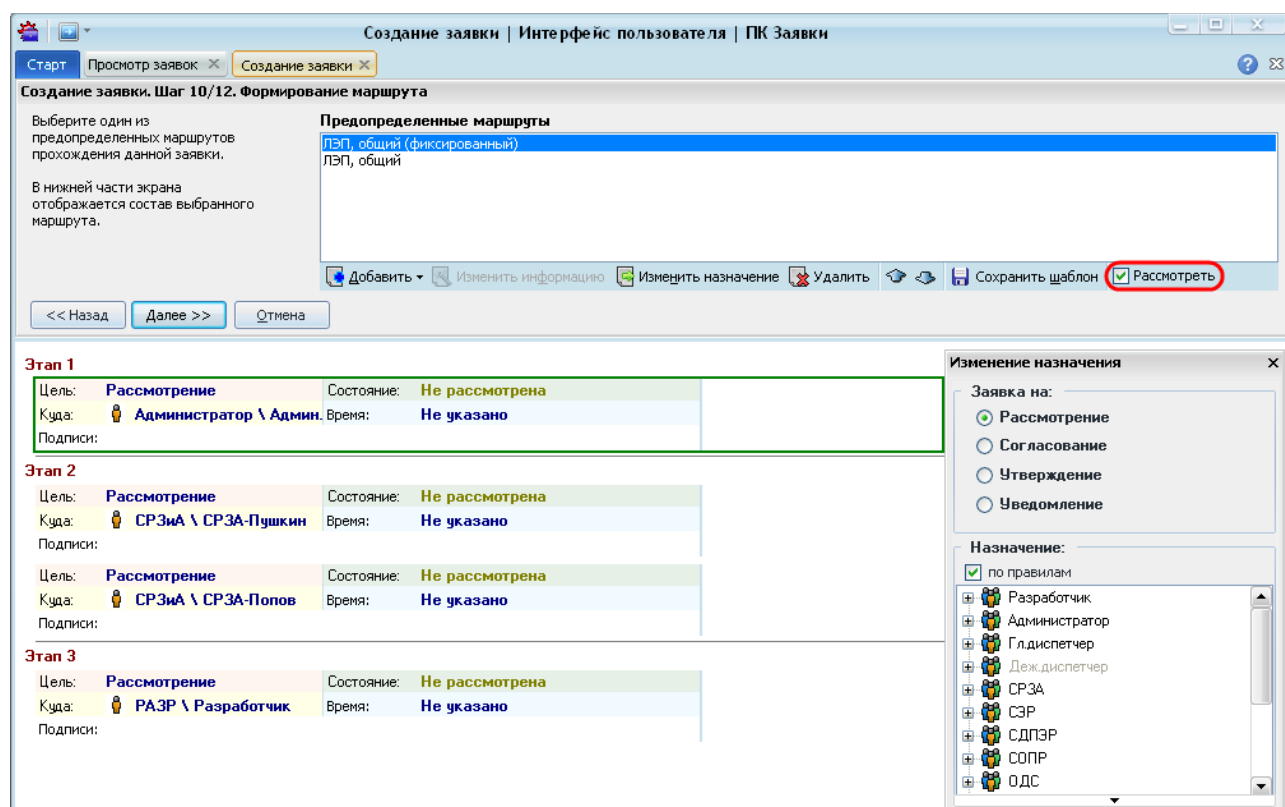 Создание заявки | Интерфейс пользователя | ПК Заявки
Старт Просмотр заявок Создание заявки
Создание заявки. Шаг 10/12. Формирование маршрута
Выберите один из
предопределенных маршрутов
прохождения данной заявки.
В нижней части экрана
отображается состав выбранного
маршрута.
Предопределенные маршруты
ЛЭП, общий (фиксированный)
ЛЭП, общий
Добавить Изменить информацию Изменить назначение Удалить Сохранить шаблон Рассмотреть
<< Назад Далее >> Отмена
Этап 1
Цель: Рассмотрение Состояние: Не рассмотрена
Куда: Администратор \ Админ. Время: Не указано
Подписи:
Этап 2
Цель: Рассмотрение Состояние: Не рассмотрена
Куда: СРЗиА \ СРЗА-Пушкин Время: Не указано
Подписи:
Цель: Рассмотрение Состояние: Не рассмотрена
Куда: СРЗиА \ СРЗА-Попов Время: Не указано
Подписи:
Этап 3
Цель: Рассмотрение Состояние: Не рассмотрена
Куда: РАЗР \ Разработчик Время: Не указано
Подписи:
Изменение назначения
Заявка на:
Рассмотрение
Согласование
Утверждение
Уведомление
Назначение:
по правилам
Разработчик
Администратор
Гл.диспетчер
Деж.диспетчер
СРЗА
СЭР
СДПЭР
СОПР
ОДС